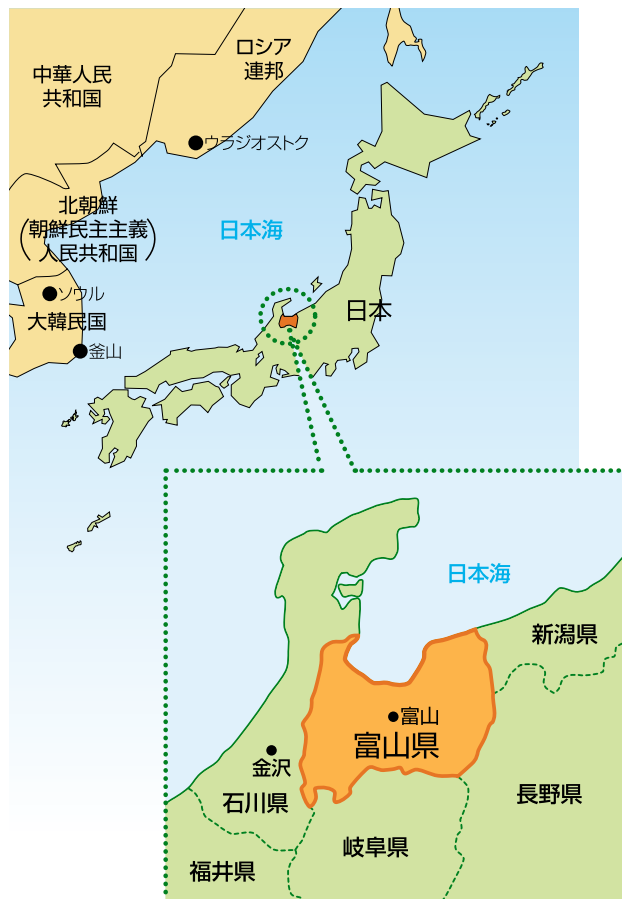 ロシア
連邦
中華人民
共和国
ウラジオストク
北朝鮮
(朝鮮民主主義)
人民共和国
日本海
ソウル
大韓民国
日本
釜山
日本海
新潟県
富山
富山県
金沢
石川県
長野県
岐阜県
福井県